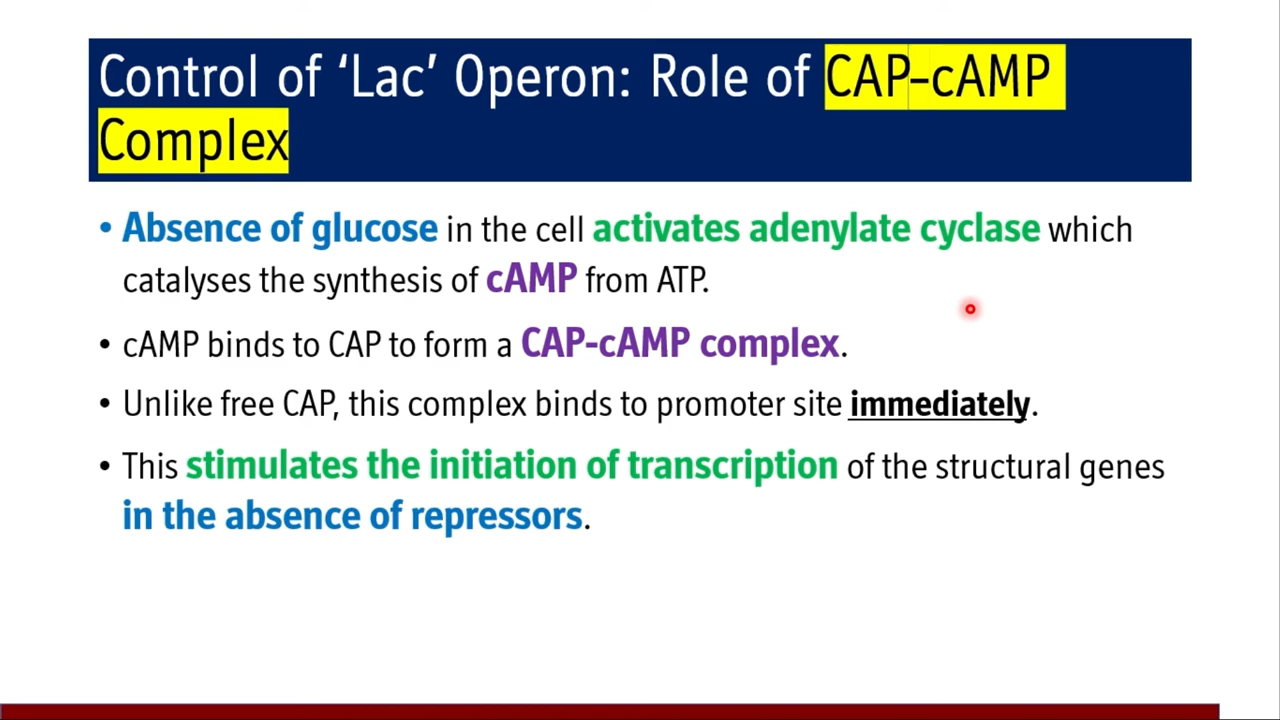 Control of ‘Lac’ Operon: Role of CAP–cAMP
Complex
• Absence of glucose in the cell activates adenylate cyclase which
catalyses the synthesis of cAMP from ATP.
• cAMP binds to CAP to form a CAP-cAMP complex.
• Unlike free CAP, this complex binds to promoter site immediately.
• This stimulates the initiation of transcription of the structural genes
in the absence of repressors.